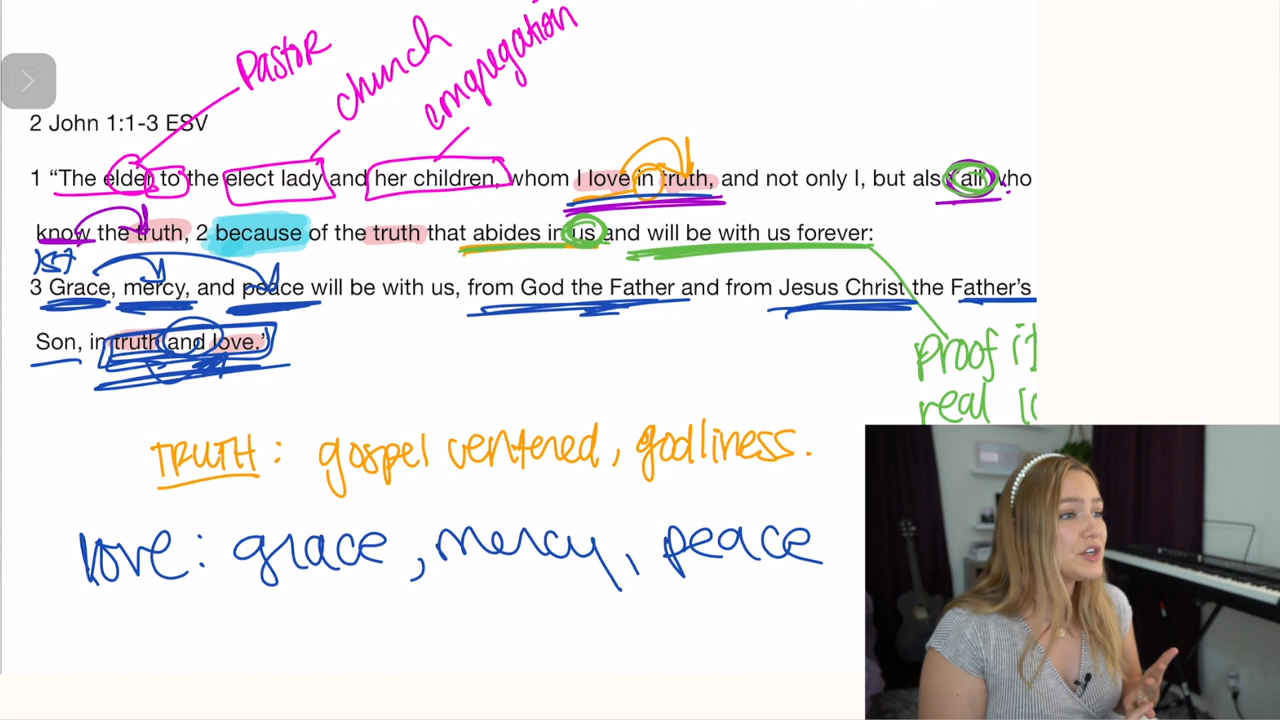 Pastor
church
congregation
2 John 1:1-3 ESV
1 “The elder to the elect lady and her children, whom I love in truth, and not only I, but als all who
know the truth, 2 because of the truth that abides in us and will be with us forever:
1st
3 Grace, mercy, and peace will be with us, from God the Father and from Jesus Christ the Father’s
Son, in truth and love.”
proof
real
TRUTH: gospel centered, godliness.
love: grace, mercy, peace